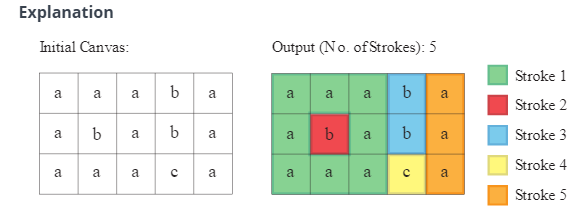 Explanation
Initial Canvas:
Output (No. of Strokes): 5
a a a b a
a b a b a
a a a c a
a a a b a
a b a b a
a a a c a
Stroke 1
Stroke 2
Stroke 3
Stroke 4
Stroke 5